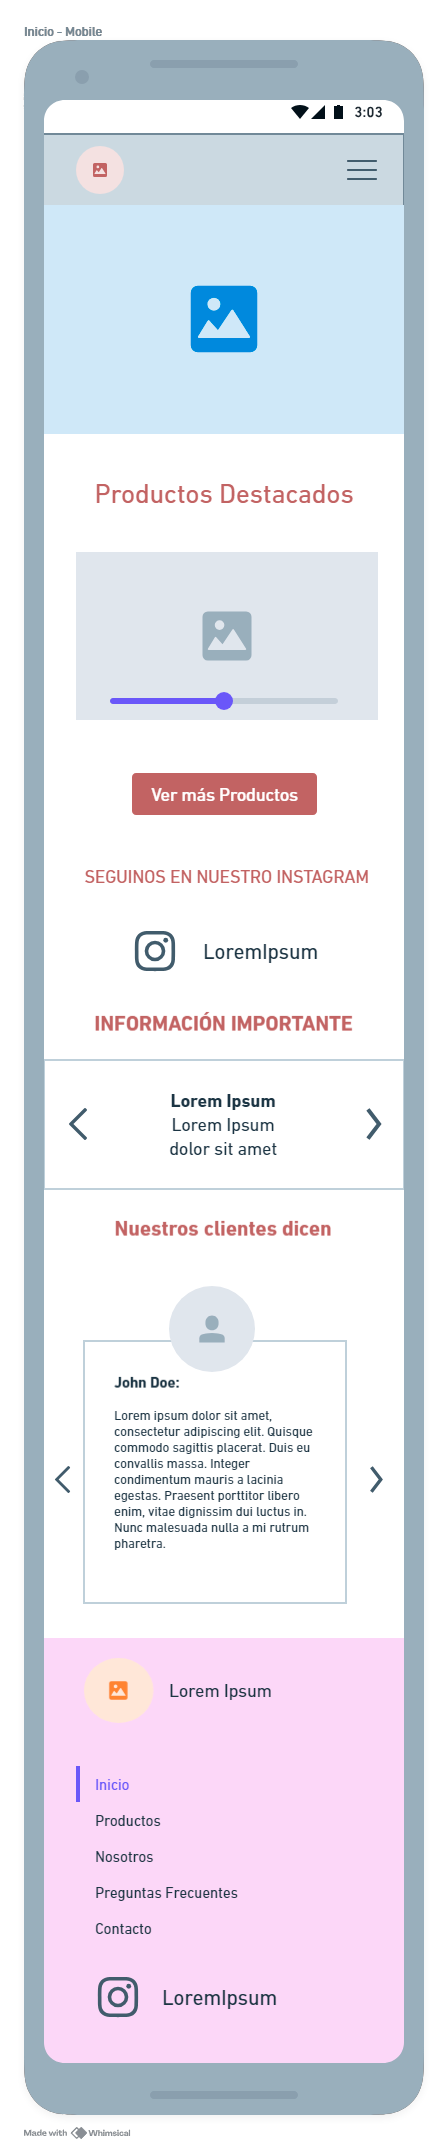 Inicio - Mobile
3:03
Productos Destacados
Ver más Productos
SEGUINOS EN NUESTRO INSTAGRAM
LoremIpsum
INFORMACIÓN IMPORTANTE
Lorem Ipsum
Lorem Ipsum
dolor sit amet
Nuestros clientes dicen
John Doe:
Lorem ipsum dolor sit amet,
consectetur adipiscing elit. Quisque
commodo sagittis placerat. Duis eu
convallis massa. Integer
condimentum mauris a lacinia
egestas. Praesent porttitor libero
enim, vitae dignissim dui luctus in.
Nunc malesuada nulla a mi rutrum
pharetra.
Lorem Ipsum
Inicio
Productos
Nosotros
Preguntas Frecuentes
Contacto
LoremIpsum
Made with Whimsical